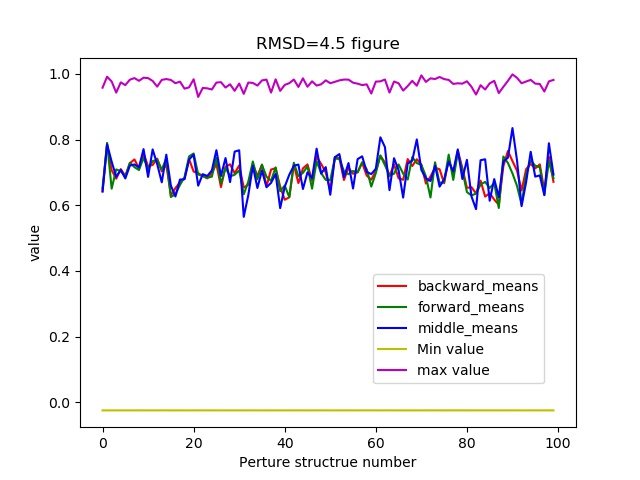 RMSD=4.5 figure
value
1.0
0.8
0.6
0.4
0.2
0.0
backward_means
forward_means
middle_means
Min value
max value
0 20 40 60 80 100
Perture structrue number